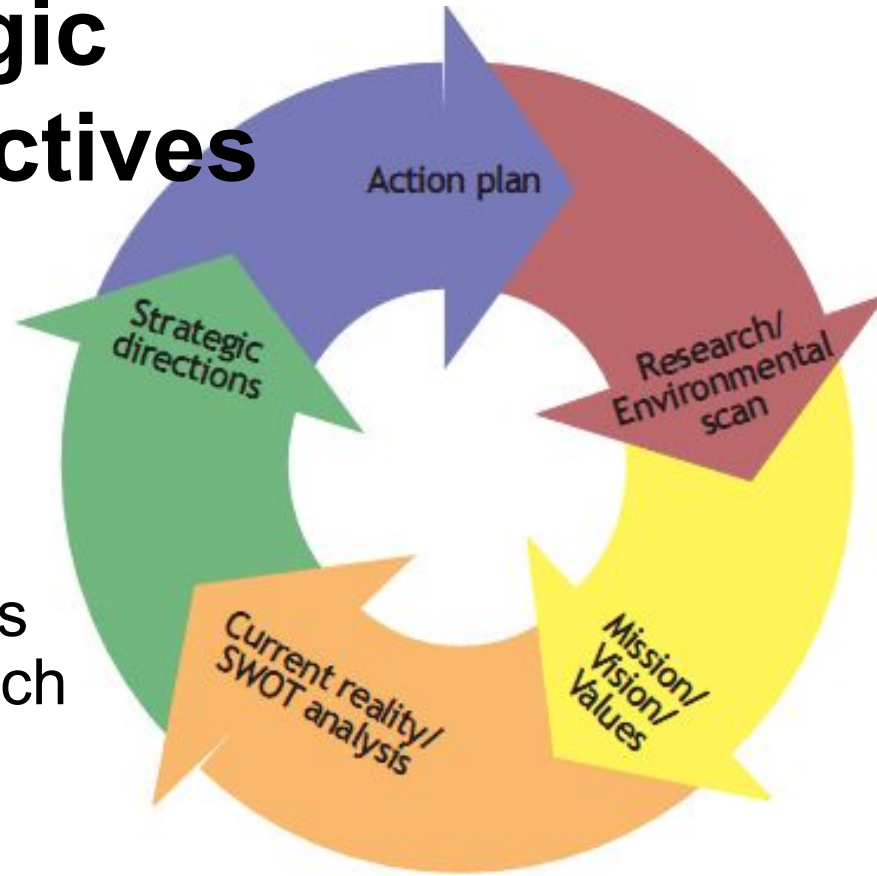 gic
ctives
Action plan
Research/
Environmental
scan
Strategic
directions
Mission/
Vision/
Values
Current reality/
SWOT analysis
s
ch